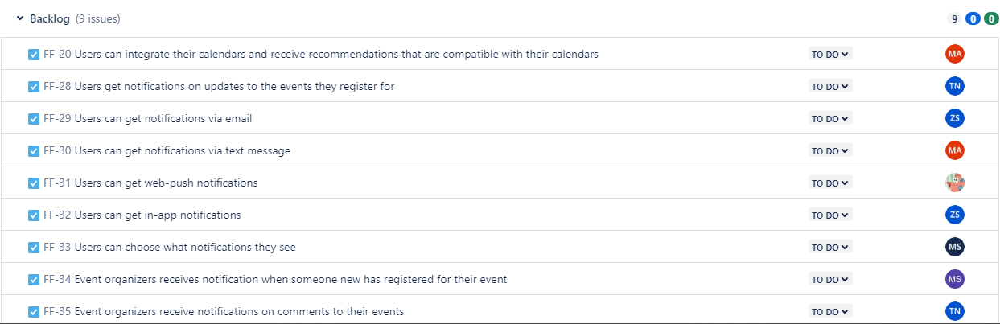 Backlog (9 issues) 9 0 0
FF-20 Users can integrate their calendars and receive recommendations that are compatible with their calendars TO DO MA
FF-28 Users get notifications on updates to the events they register for TO DO TN
FF-29 Users can get notifications via email TO DO ZS
FF-30 Users can get notifications via text message TO DO MA
FF-31 Users can get web-push notifications TO DO
FF-32 Users can get in-app notifications TO DO ZS
FF-33 Users can choose what notifications they see TO DO MS
FF-34 Event organizers receives notification when someone new has registered for their event TO DO MS
FF-35 Event organizers receive notifications on comments to their events TO DO TN